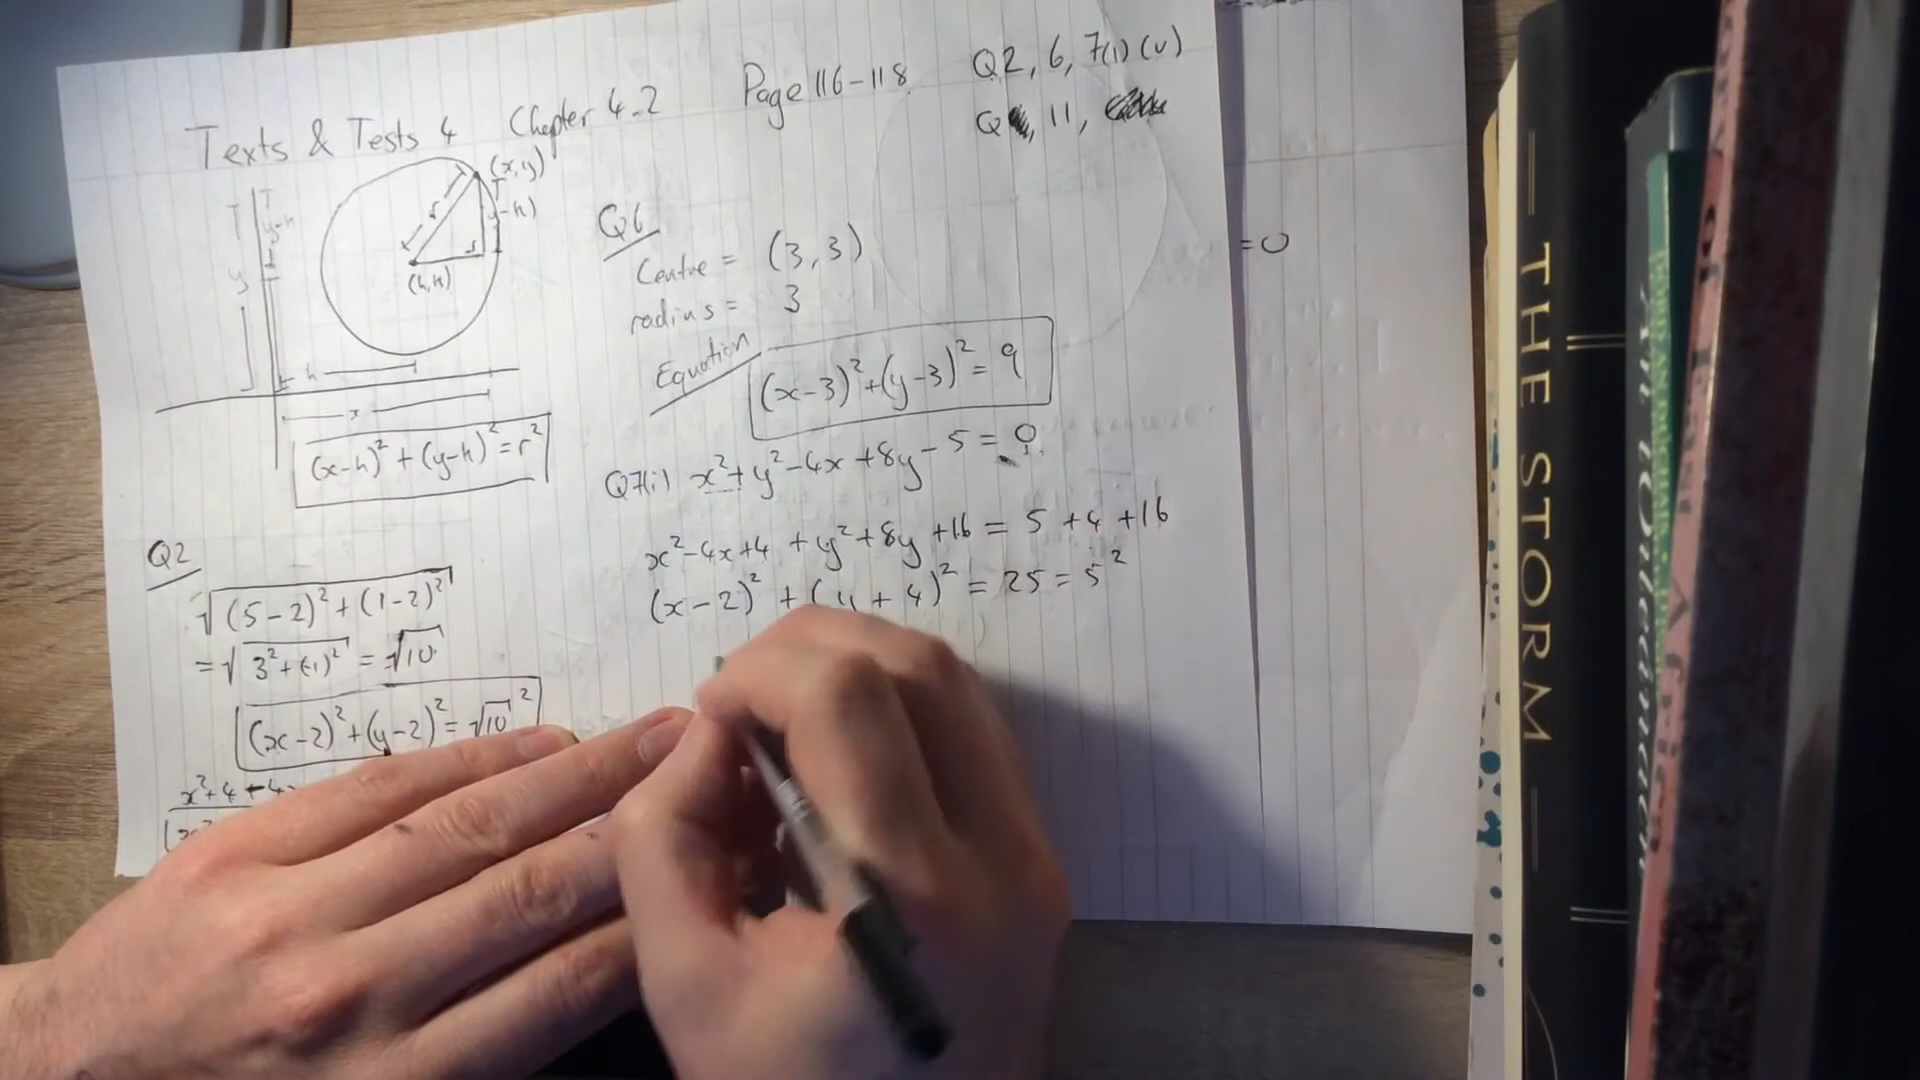 Texts & Tests 4 Chapter 4.2 Page 116-118 Q2, 6, 7(i) (v)
Q , 11,
(x,y)
r
y-k)
(h,k)
y-k
y
h
x
(x-h)² + (y-k)² = r²
Q2
√(5-2)² + (1-2)²
= √3² + (-1)² = √10
(x-2)² + (y-2)² = √10²
x² + 4 - 4
Q6
Centre = (3, 3)
radius = 3
Equation
(x-3)² + (y-3)² = 9
Q7(i) x² + y² - 4x + 8y - 5 = 0
x² - 4x + 4 + y² + 8y + 16 = 5 + 4 + 16
(x - 2)² + (y + 4)² = 25 = 5²
= 0
THE STORM